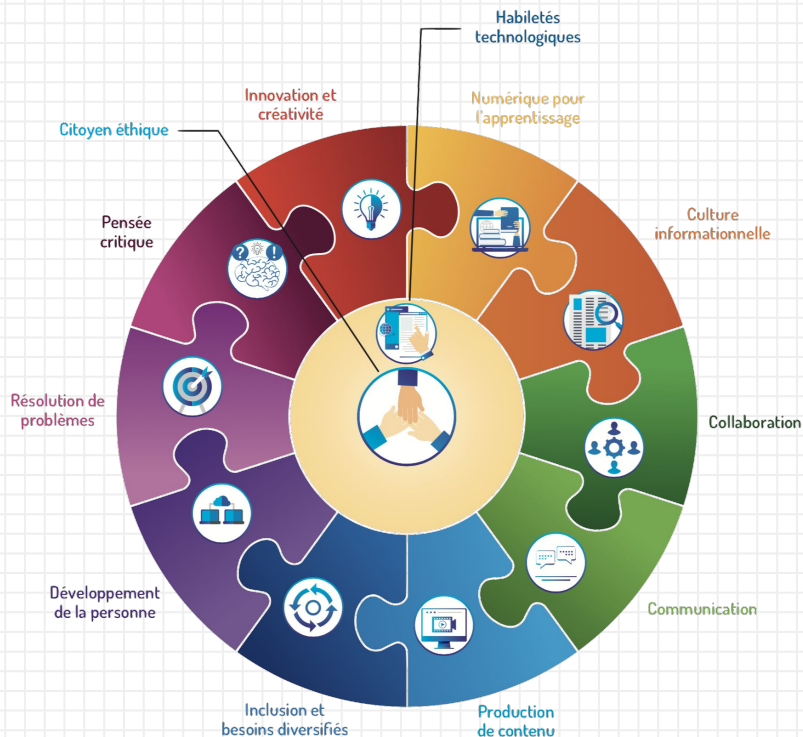 Habiletés
technologiques
Innovation et
créativité
Numérique pour
l'apprentissage
Citoyen éthique
Pensée
critique
Culture
informationnelle
Résolution de
problèmes
Collaboration
Développement
de la personne
Communication
Inclusion et
besoins diversifiés
Production
de contenu